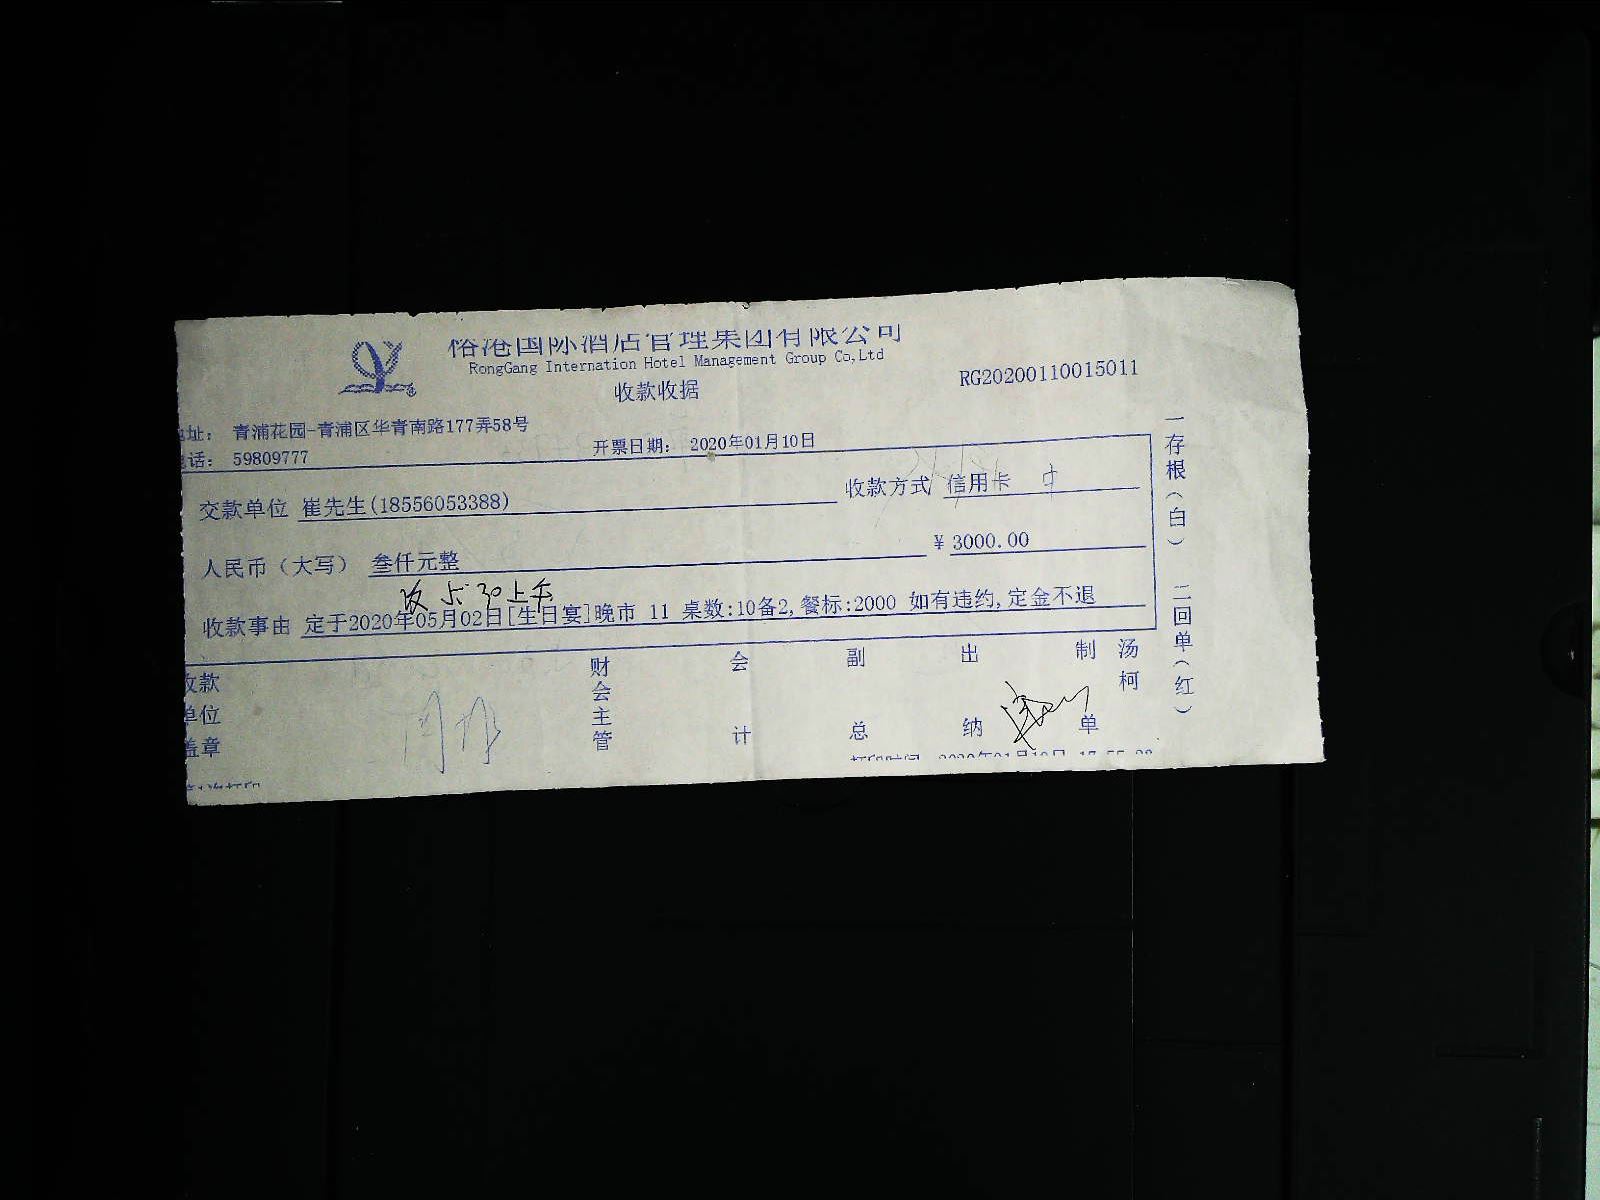 裕港国际酒店管理集团有限公司
RongGang Internation Hotel Management Group Co,Ltd
收款收据
RG20200110015011
地址： 青浦花园-青浦区华青南路177弄58号
电话： 59809777
开票日期： 2020年01月10日
交款单位 崔先生(18556053388)
收款方式 信用卡 中
人民币（大写） 叁仟元整
¥ 3000.00
收款事由 定于2020年05月02日[生日宴]晚市 11 桌数:10备2,餐标:2000 如有违约,定金不退
收款单位盖章
财会主管
会计
副总
出纳
制单
汤柯
一存根（白） 二回单（红）